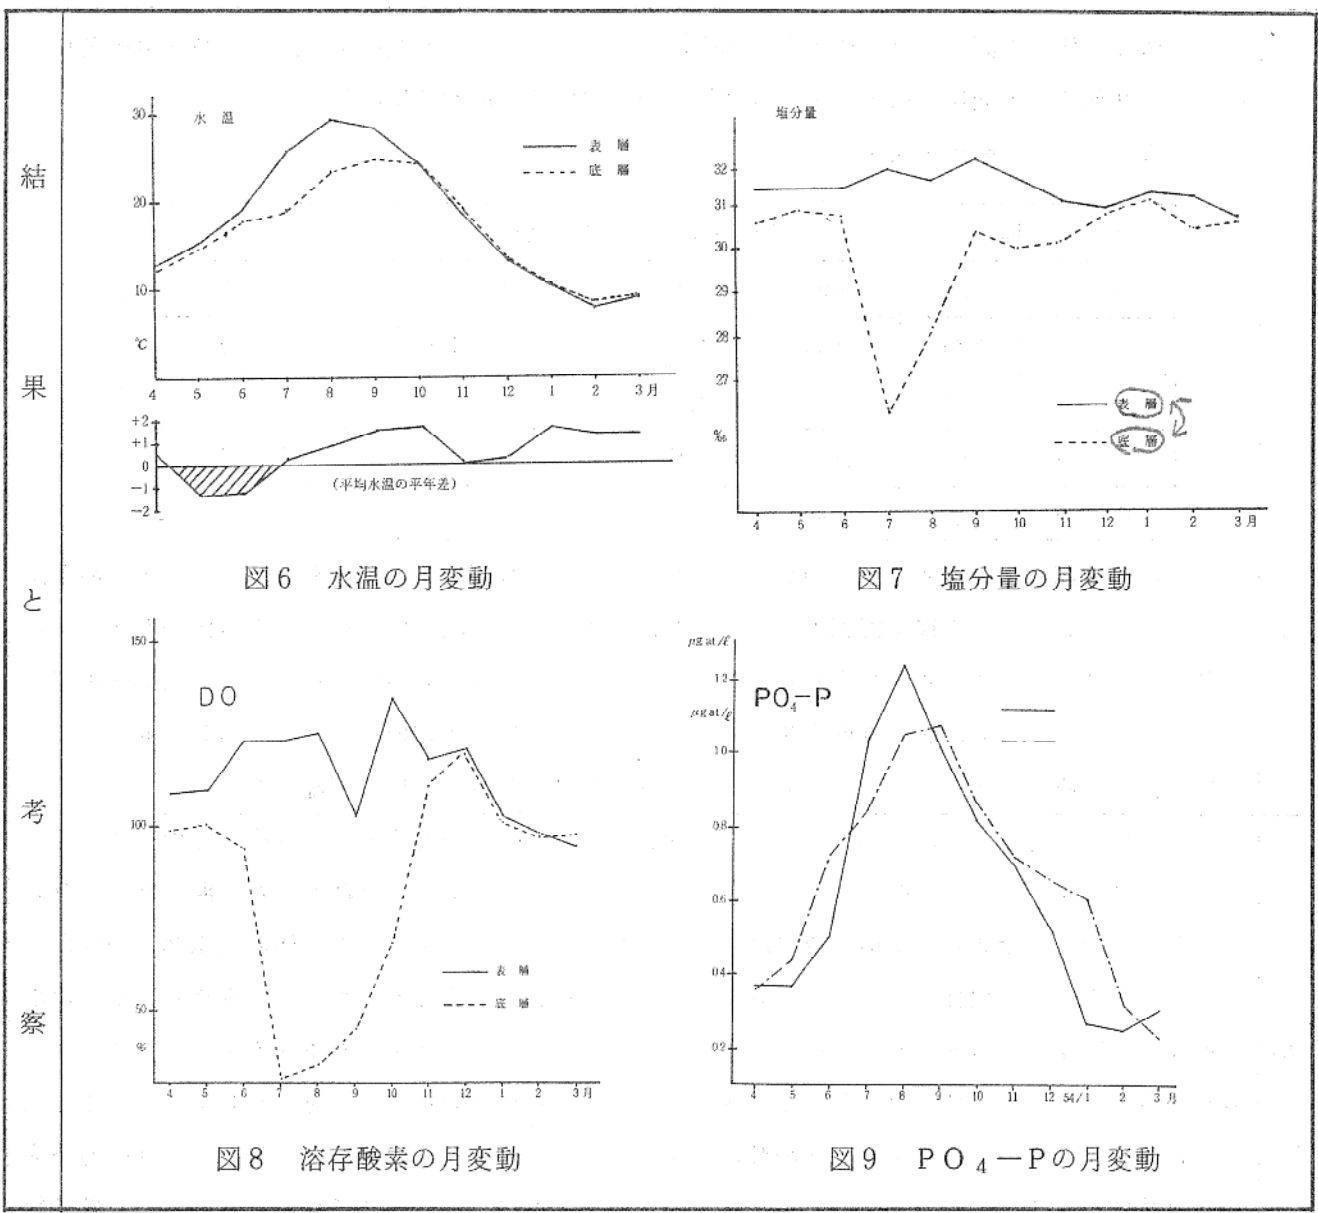 結果と考察
水 温
30
20
10
℃
表 層
底 層
4 5 6 7 8 9 10 11 12 1 2 3月
+2
+1
0
−1
−2
(平均水温の平年差)
図6 水温の月変動
塩分量
32
31
30
29
28
27
‰
表 層
底 層
4 5 6 7 8 9 10 11 12 1 2 3月
図7 塩分量の月変動
DO
150
100
50
%
表 層
底 層
4 5 6 7 8 9 10 11 12 1 2 3月
図8 溶存酸素の月変動
μg at/ℓ
1.2
μg at/ℓ
PO₄−P
1.0
0.8
0.6
0.4
0.2
4 5 6 7 8 9 10 11 12 54/1 2 3月
図9 PO₄−Pの月変動